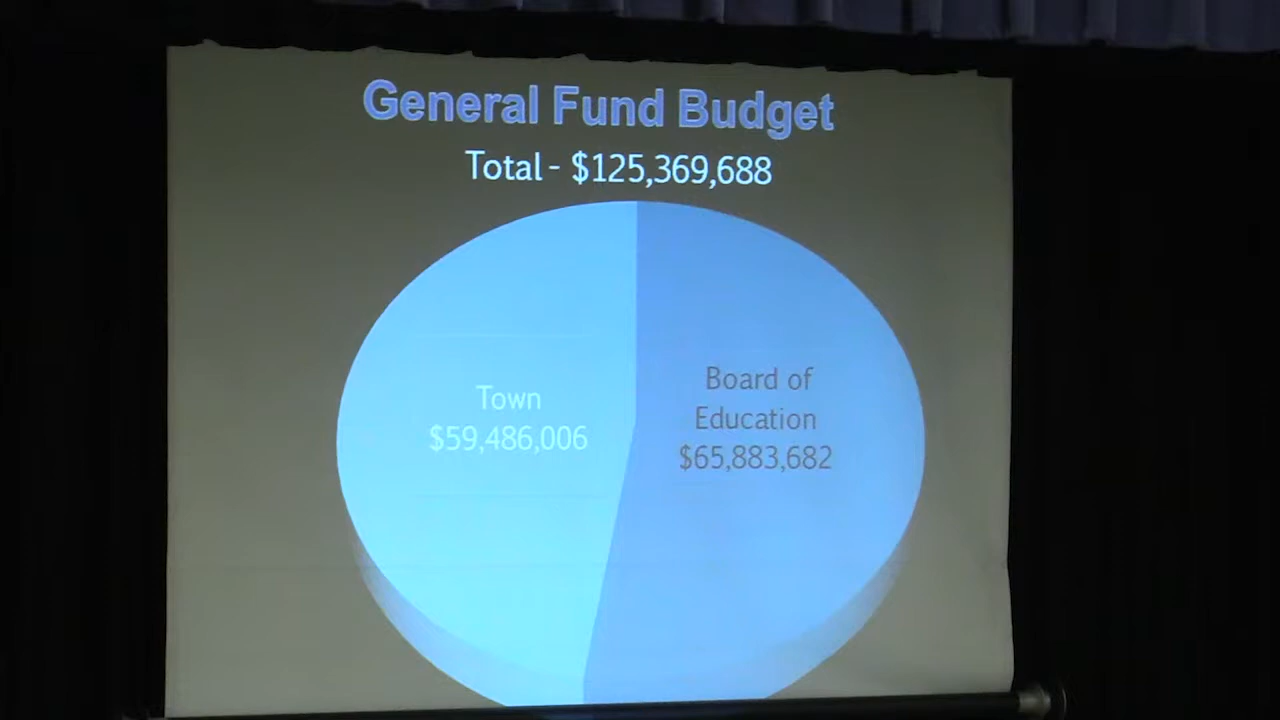 General Fund Budget
Total - $125,369,688
Town
$59,486,006
Board of
Education
$65,883,682